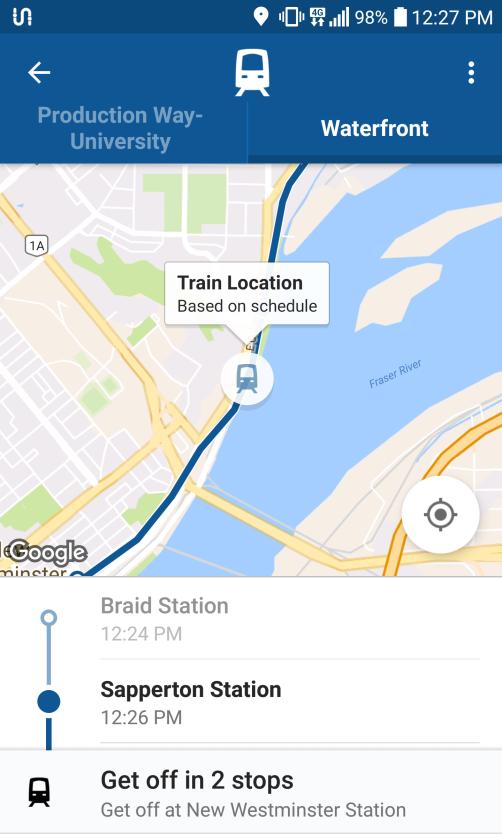 4G
98%
12:27 PM
Production Way-
University
Waterfront
1A
Train Location
Based on schedule
Fraser River
Google
minster
Braid Station
12:24 PM
Sapperton Station
12:26 PM
Get off in 2 stops
Get off at New Westminster Station